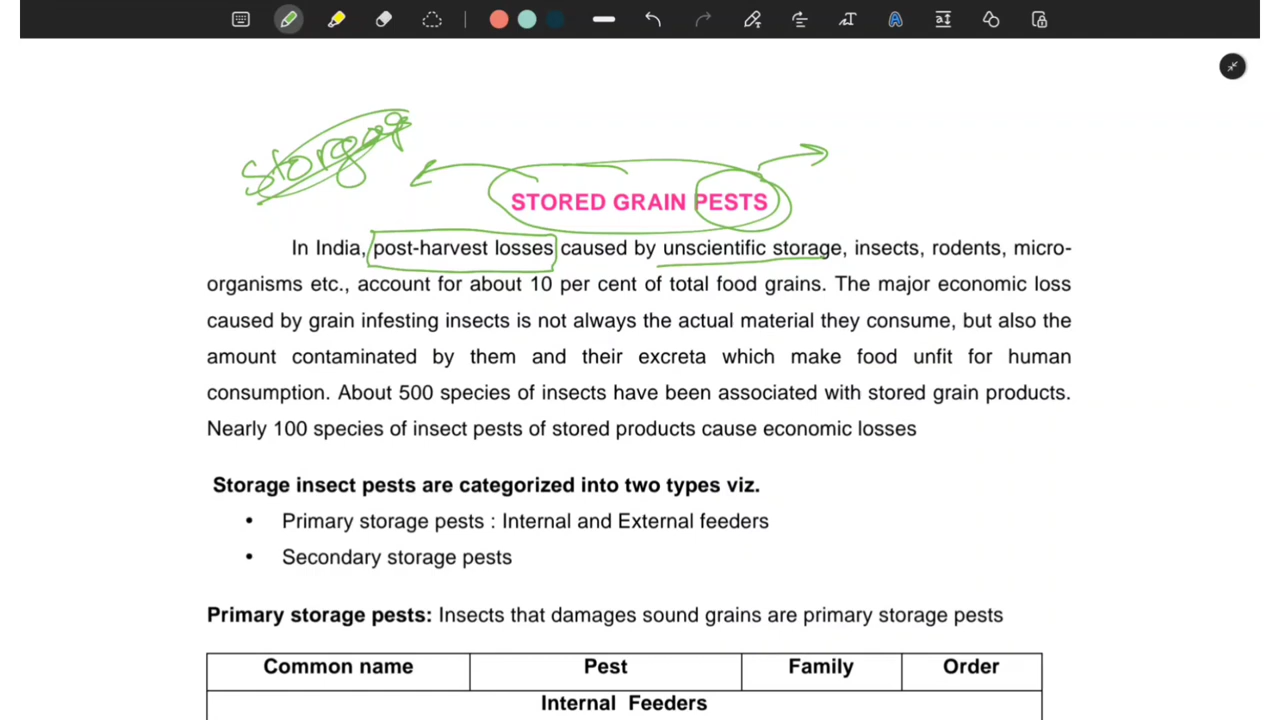 Storgage
STORED GRAIN PESTS
In India, post-harvest losses caused by unscientific storage, insects, rodents, micro-
organisms etc., account for about 10 per cent of total food grains. The major economic loss
caused by grain infesting insects is not always the actual material they consume, but also the
amount contaminated by them and their excreta which make food unfit for human
consumption. About 500 species of insects have been associated with stored grain products.
Nearly 100 species of insect pests of stored products cause economic losses
Storage insect pests are categorized into two types viz.
• Primary storage pests : Internal and External feeders
• Secondary storage pests
Primary storage pests: Insects that damages sound grains are primary storage pests
Common name Pest Family Order
Internal Feeders